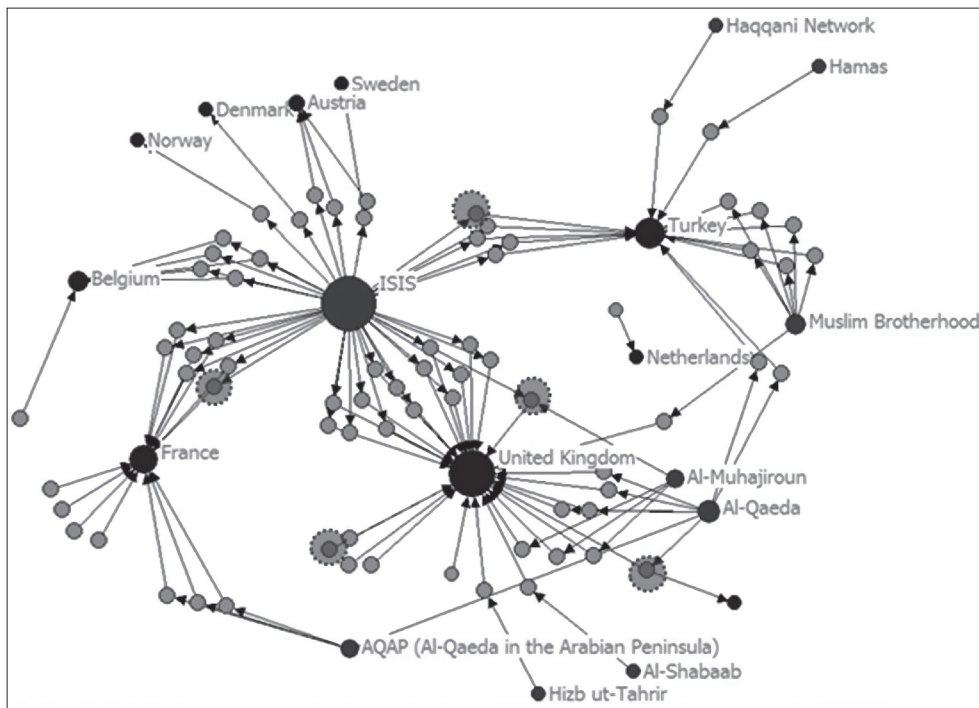 Haqqani Network
Hamas
Sweden
Austria
Denmark
Norway
Turkey
Belgium
ISIS
Muslim Brotherhood
Netherlands
France
United Kingdom
Al-Muhajiroun
Al-Qaeda
AQAP (Al-Qaeda in the Arabian Peninsula)
Al-Shabaab
Hizb ut-Tahrir